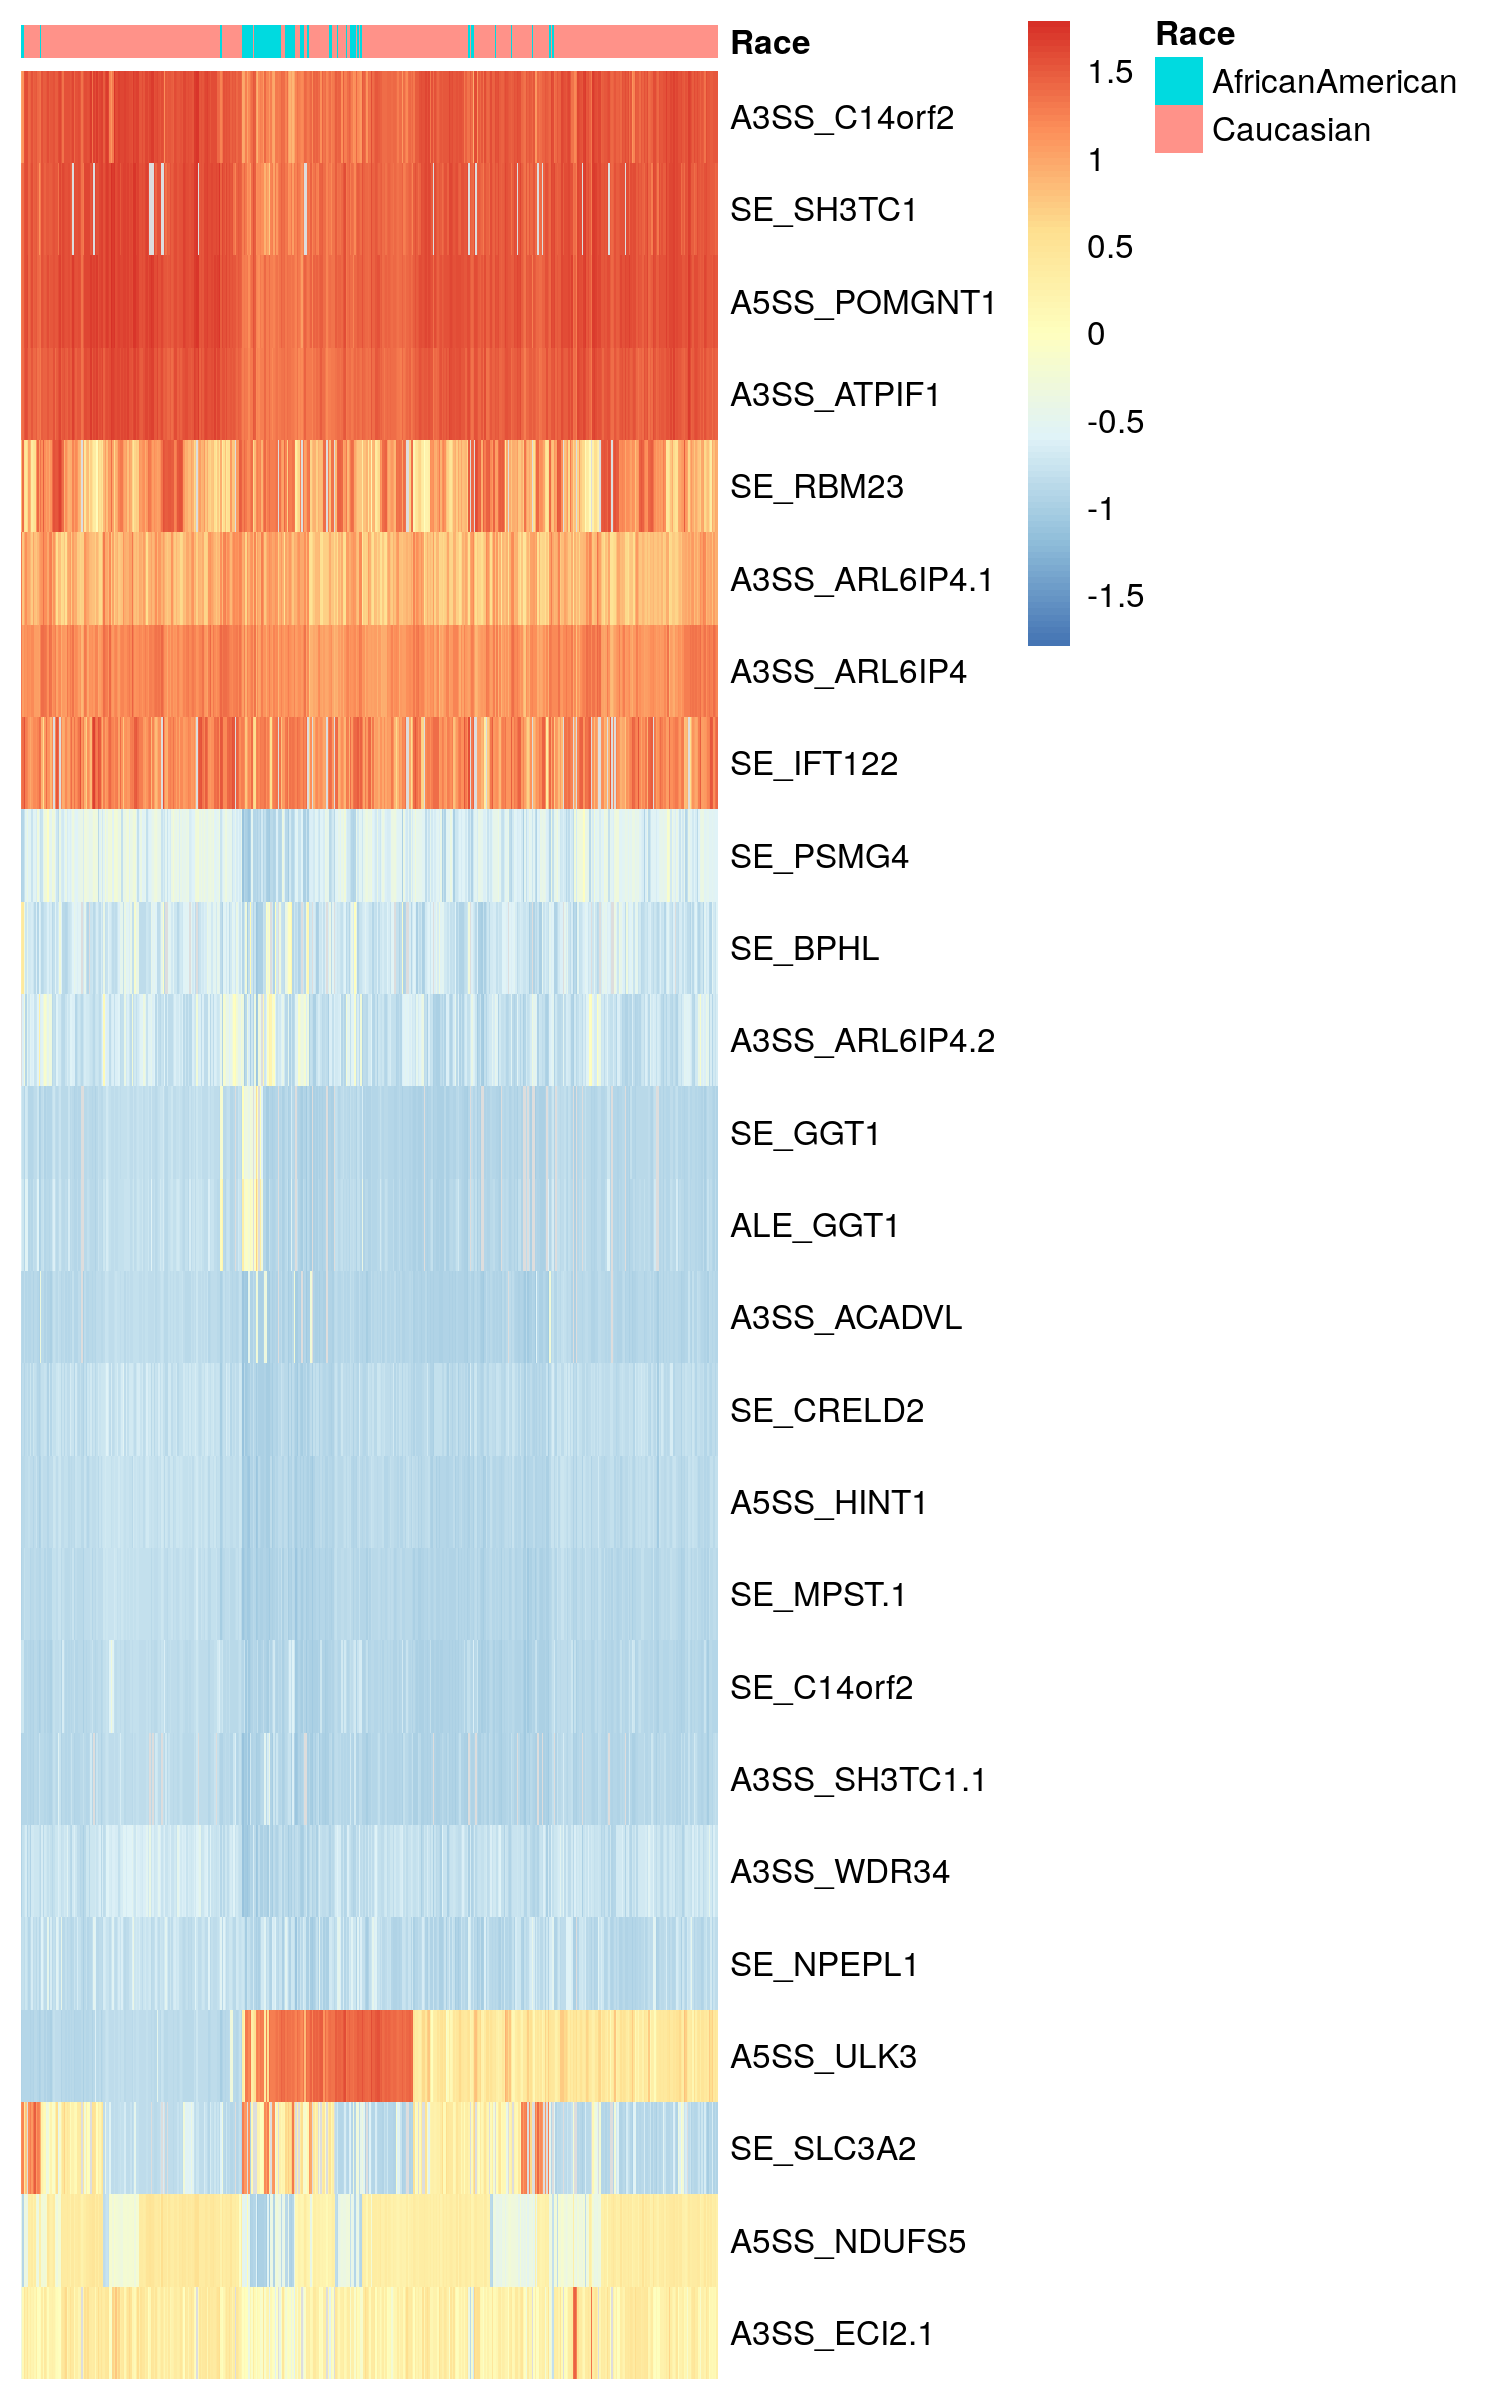 Race
A3SS_C14orf2
SE_SH3TC1
A5SS_POMGNT1
A3SS_ATPIF1
SE_RBM23
A3SS_ARL6IP4.1
A3SS_ARL6IP4
SE_IFT122
SE_PSMG4
SE_BPHL
A3SS_ARL6IP4.2
SE_GGT1
ALE_GGT1
A3SS_ACADVL
SE_CRELD2
A5SS_HINT1
SE_MPST.1
SE_C14orf2
A3SS_SH3TC1.1
A3SS_WDR34
SE_NPEPL1
A5SS_ULK3
SE_SLC3A2
A5SS_NDUFS5
A3SS_ECI2.1
1.5
1
0.5
0
-0.5
-1
-1.5
Race
AfricanAmerican
Caucasian